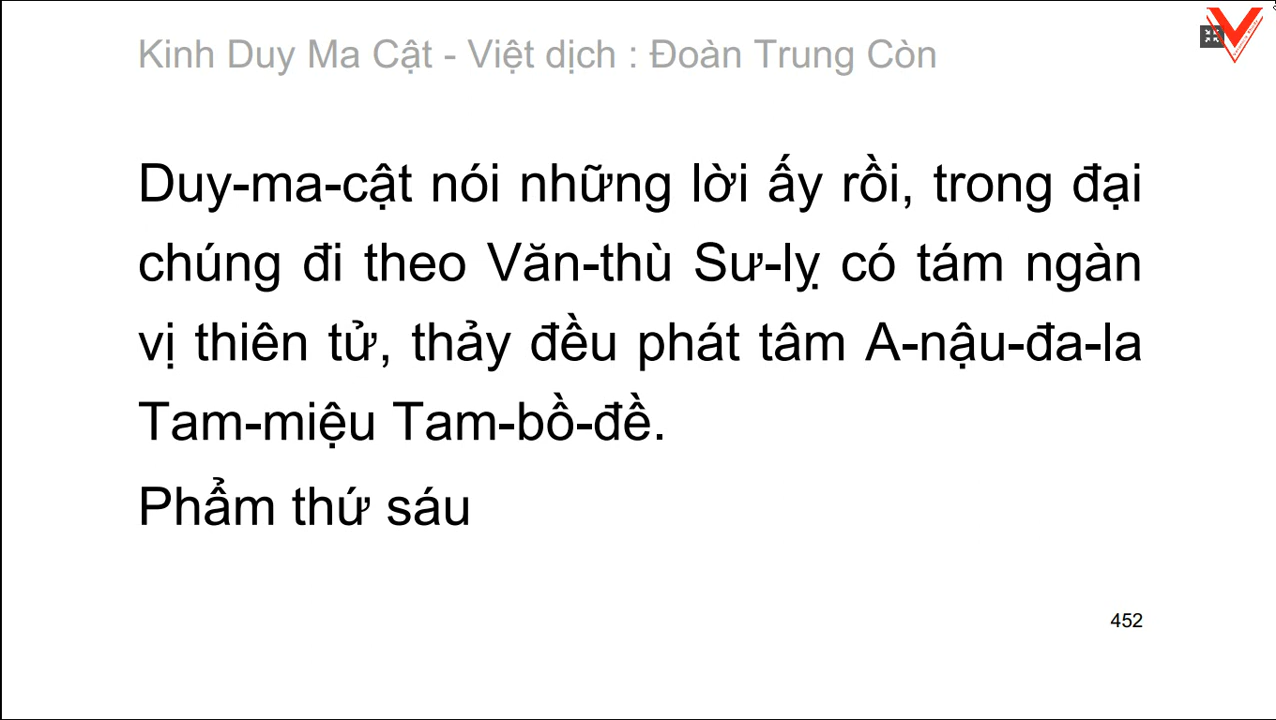 Kinh Duy Ma Cật - Việt dịch : Đoàn Trung Còn
Duy-ma-cật nói những lời ấy rồi, trong đại
chúng đi theo Văn-thù Sư-lỵ có tám ngàn
vị thiên tử, thảy đều phát tâm A-nậu-đa-la
Tam-miệu Tam-bồ-đề.
Phẩm thứ sáu
452